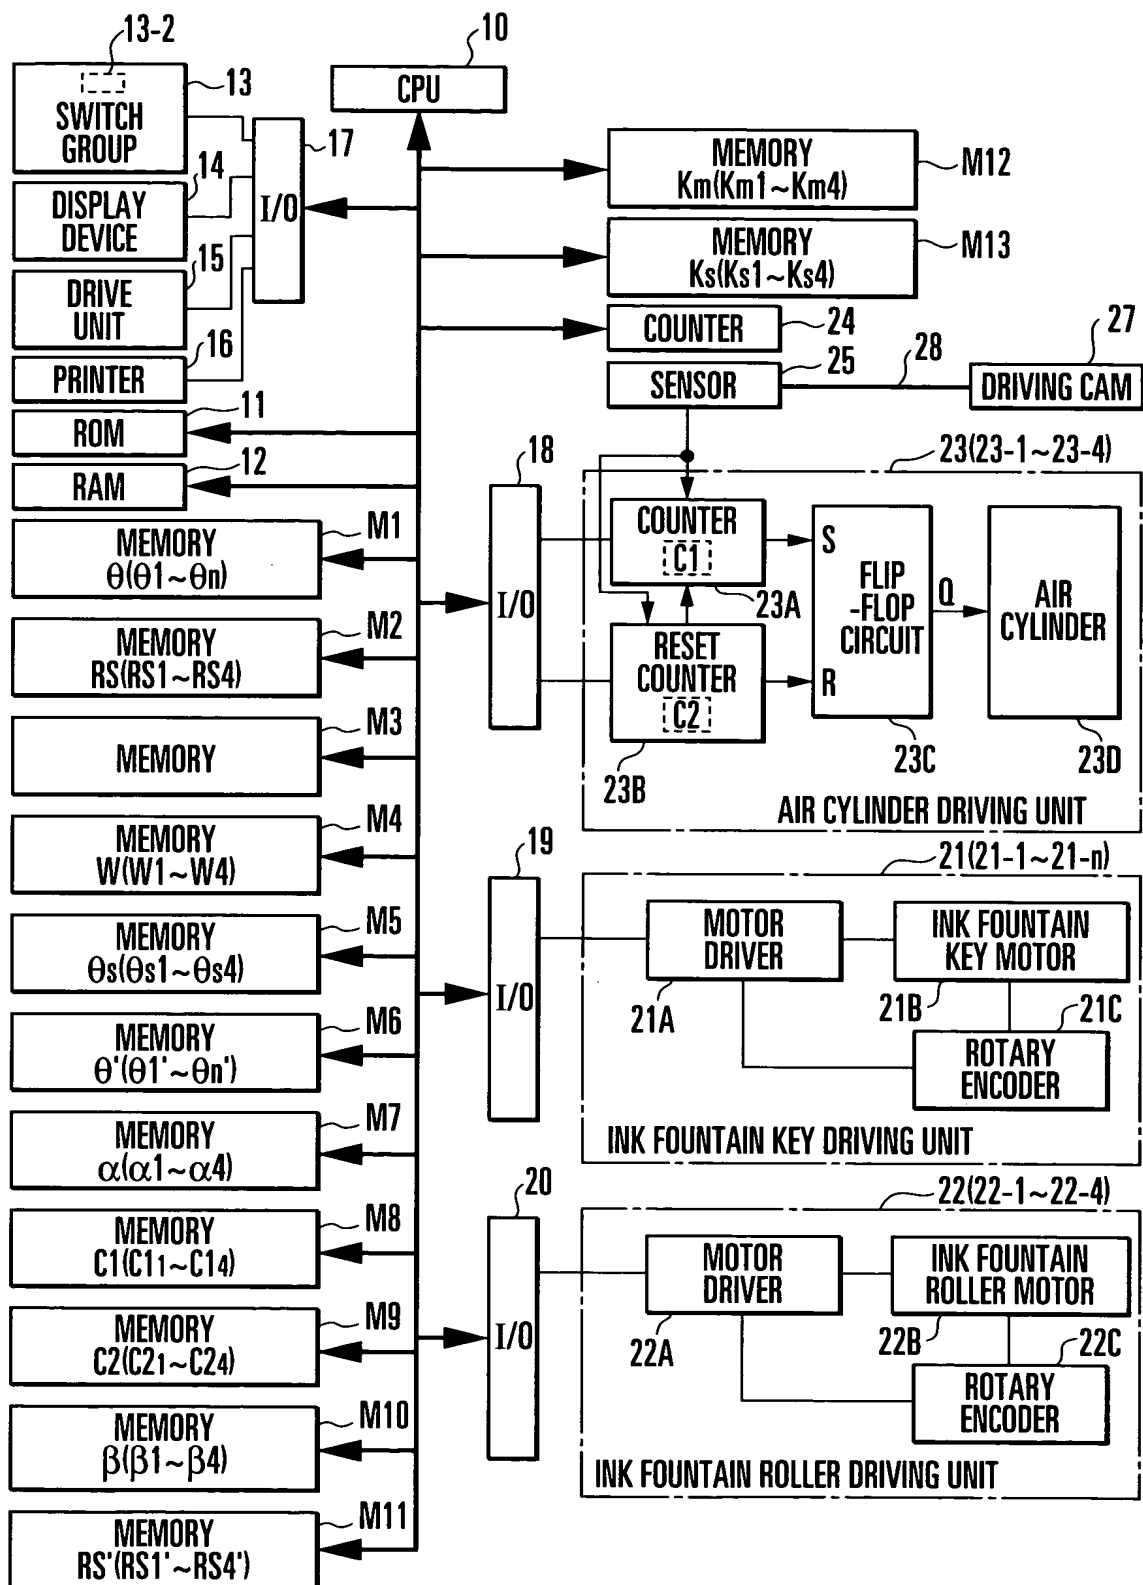 13-2
10
13
CPU
SWITCH
GROUP
17
14
DISPLAY
DEVICE
I/O
15
DRIVE
UNIT
16
PRINTER
11
ROM
12
RAM
MEMORY
Km(Km1~Km4)
M12
MEMORY
Ks(Ks1~Ks4)
M13
COUNTER
24
SENSOR
25
28
27
DRIVING CAM
M1
MEMORY
θ(θ1~θn)
M2
MEMORY
RS(RS1~RS4)
M3
MEMORY
M4
MEMORY
W(W1~W4)
M5
MEMORY
θs(θs1~θs4)
M6
MEMORY
θ'(θ1'~θn')
M7
MEMORY
α(α1~α4)
M8
MEMORY
C1(C11~C14)
M9
MEMORY
C2(C21~C24)
M10
MEMORY
β(β1~β4)
M11
MEMORY
RS'(RS1'~RS4')
18
I/O
23(23-1~23-4)
COUNTER
C1
23A
RESET
COUNTER
C2
23B
S
R
FLIP
-FLOP
CIRCUIT
Q
23C
AIR
CYLINDER
23D
AIR CYLINDER DRIVING UNIT
19
I/O
21(21-1~21-n)
MOTOR
DRIVER
21A
INK FOUNTAIN
KEY MOTOR
21B
21C
ROTARY
ENCODER
INK FOUNTAIN KEY DRIVING UNIT
20
I/O
22(22-1~22-4)
MOTOR
DRIVER
22A
INK FOUNTAIN
ROLLER MOTOR
22B
22C
ROTARY
ENCODER
INK FOUNTAIN ROLLER DRIVING UNIT